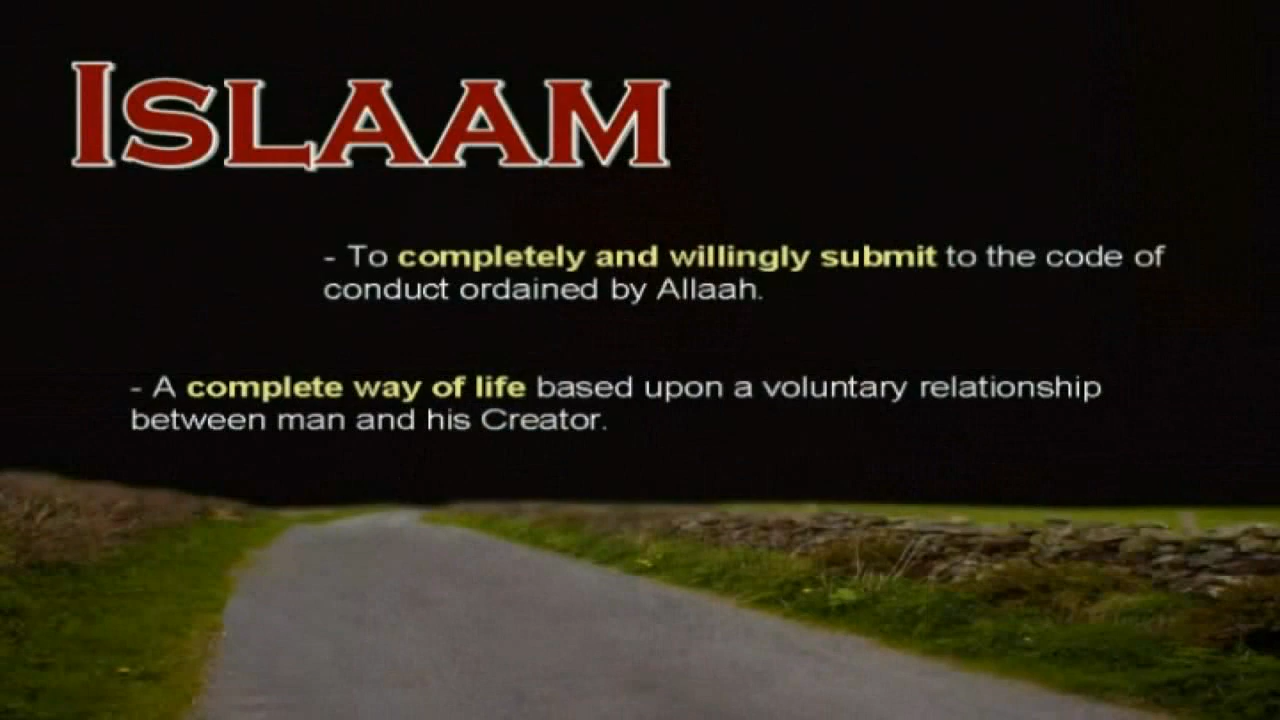 ISLAAM
- To completely and willingly submit to the code of
conduct ordained by Allaah.
- A complete way of life based upon a voluntary relationship
between man and his Creator.